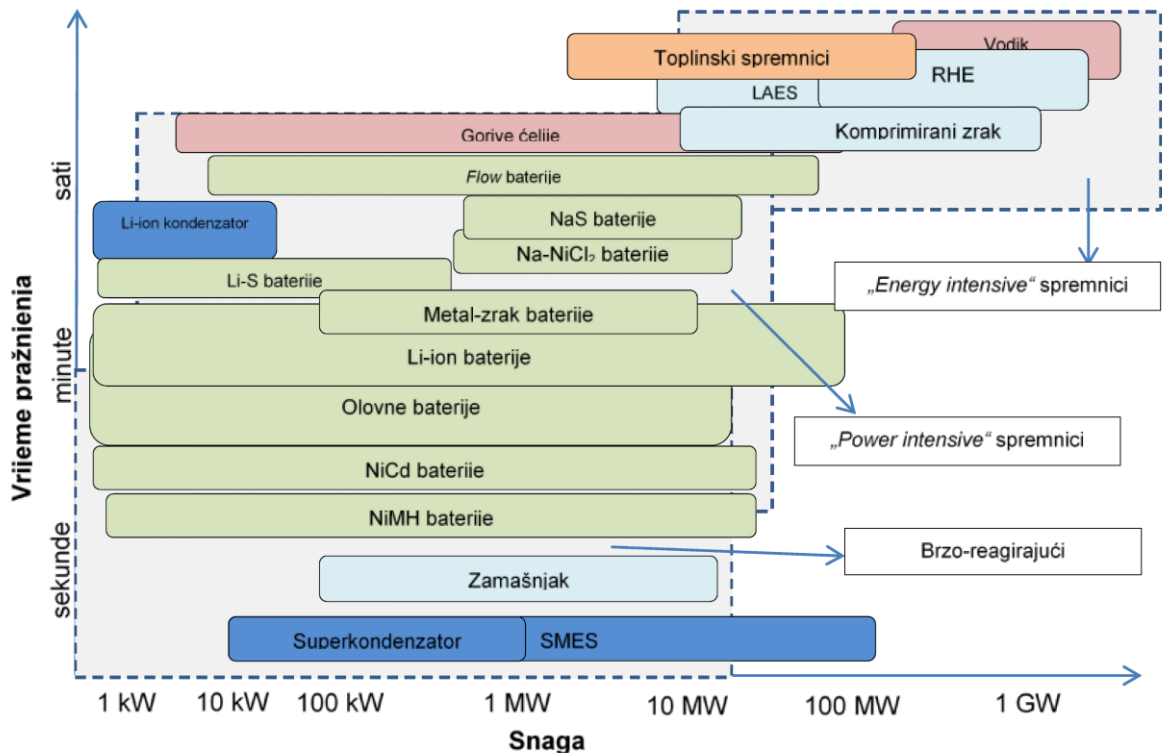 Vodik
Toplinski spremnici
RHE
LAES
Komprimirani zrak
Gorive ćelije
Flow baterije
NaS baterije
Li-ion kondenzator
Na-NiCl₂ baterije
Li-S baterije
Metal-zrak baterije
Li-ion baterije
Olovne baterije
NiCd baterije
NiMH baterije
Zamašnjak
Superkondenzator
SMES
„Energy intensive“ spremnici
„Power intensive“ spremnici
Brzo-reagirajući
Vrijeme pražnjenja
sati
minute
sekunde
1 kW
10 kW
100 kW
1 MW
10 MW
100 MW
1 GW
Snaga